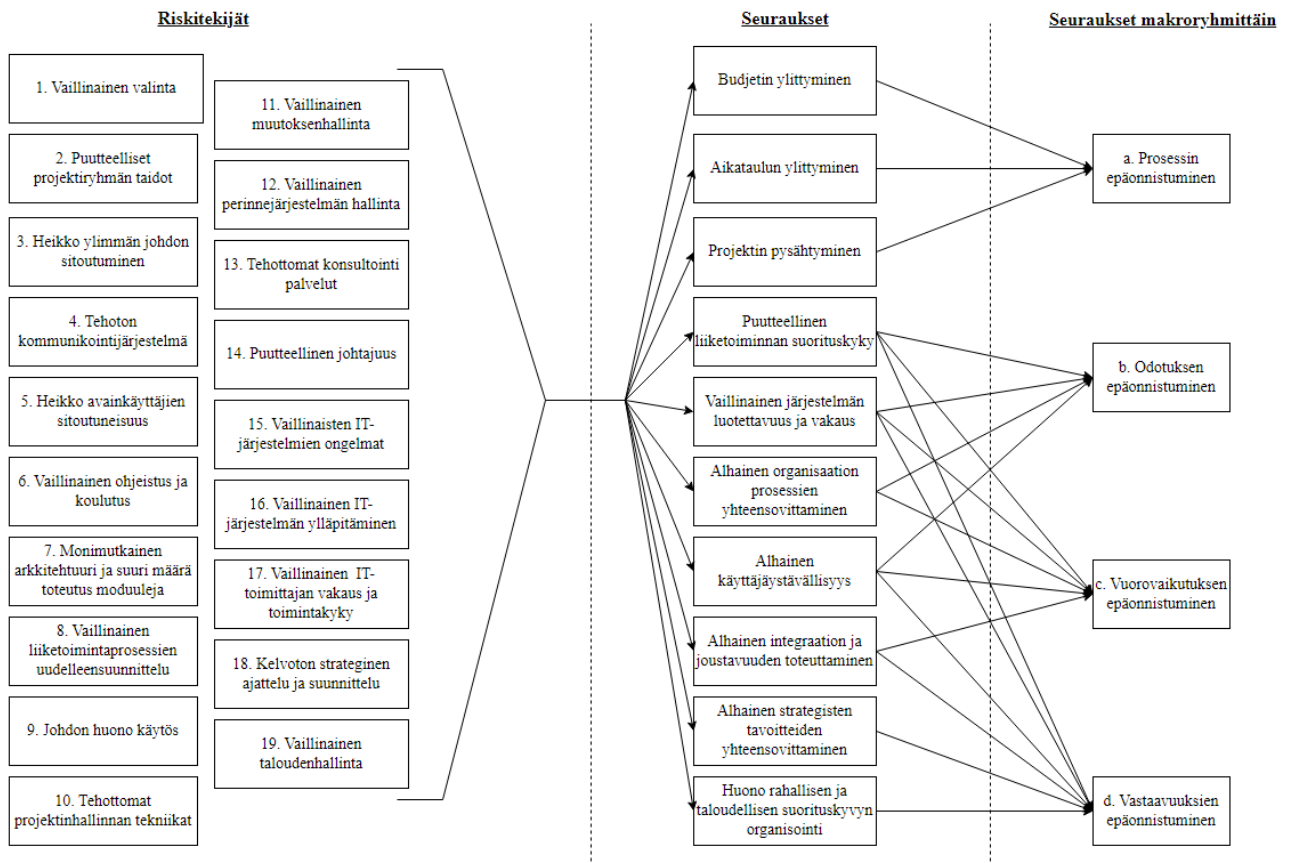 Riskitekijät
1. Vaillinainen valinta
2. Puutteelliset
projektiryhmän taidot
3. Heikko ylimmän johdon
sitoutuminen
4. Tehoton
kommunikointijärjestelmä
5. Heikko avainkäyttäjien
sitoutuneisuus
6. Vaillinainen ohjeistus ja
koulutus
7. Monimutkainen
arkkitehtuuri ja suuri määrä
toteutus moduuleja
8. Vaillinainen
liiketoimintaprosessien
uudelleensuunnittelu
9. Johdon huono käytös
10. Tehottomat
projektinhallinnan tekniikat
11. Vaillinainen
muutoksenhallinta
12. Vaillinainen
perinnejärjestelmän hallinta
13. Tehottomat konsultointi
palvelut
14. Puutteellinen johtajuus
15. Vaillinaisten IT-
järjestelmien ongelmat
16. Vaillinainen IT-
järjestelmän ylläpitäminen
17. Vaillinainen IT-
toimittajan vakaus ja
toimintakyky
18. Kelvoton strateginen
ajattelu ja suunnittelu
19. Vaillinainen
taloudenhallinta
Seuraukset
Budjetin ylittyminen
Aikataulun ylittyminen
Projektin pysähtyminen
Puutteellinen
liiketoiminnan suorituskyky
Vaillinainen järjestelmän
luotettavuus ja vakaus
Alhainen organisaation
prosessien
yhteensovittaminen
Alhainen
käyttäjäystävällisyys
Alhainen integraation ja
joustavuuden toteuttaminen
Alhainen strategisten
tavoitteiden
yhteensovittaminen
Huono rahallisen ja
taloudellisen suorituskyvyn
organisointi
Seuraukset makroryhmittäin
a. Prosessin
epäonnistuminen
b. Odotuksen
epäonnistuminen
c. Vuorovaikutuksen
epäonnistuminen
d. Vastaavuuksien
epäonnistuminen